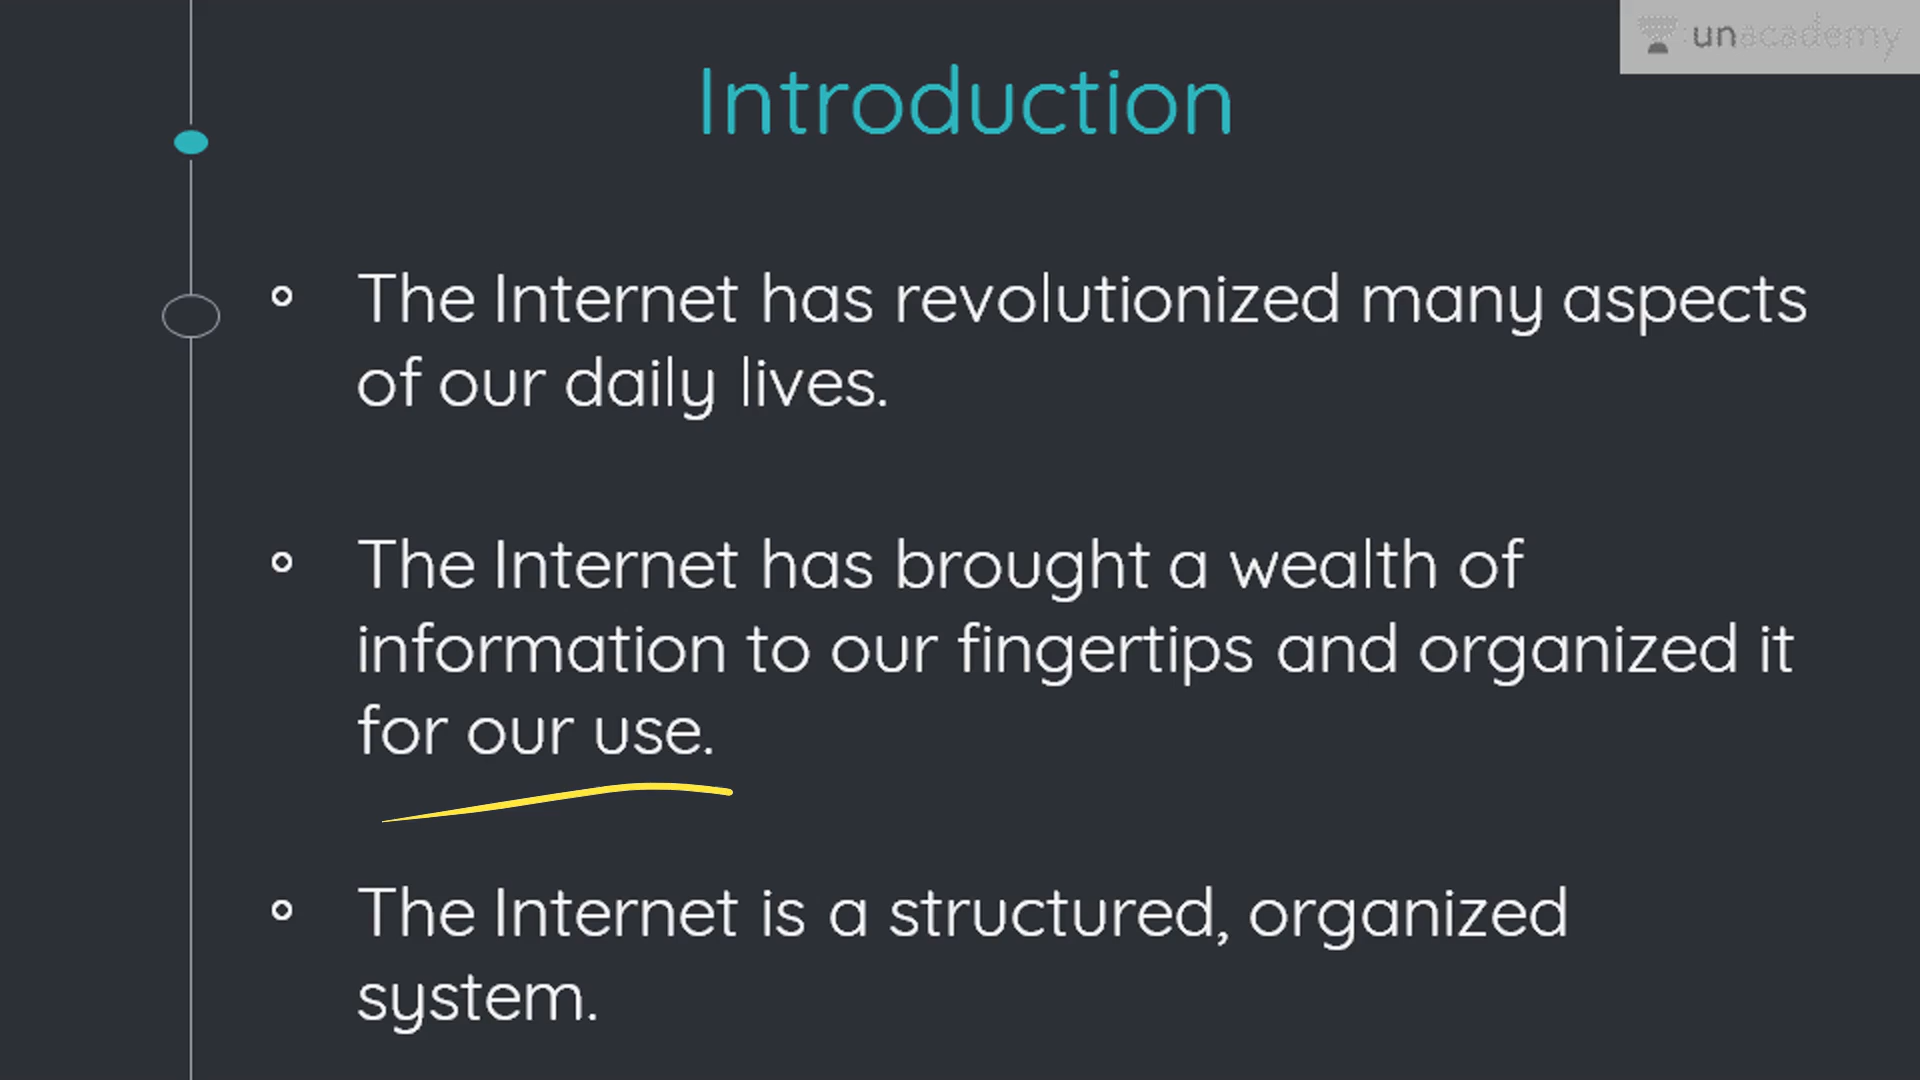 unacademy
Introduction
The Internet has revolutionized many aspects
of our daily lives.
The Internet has brought a wealth of
information to our fingertips and organized it
for our use.
The Internet is a structured, organized
system.